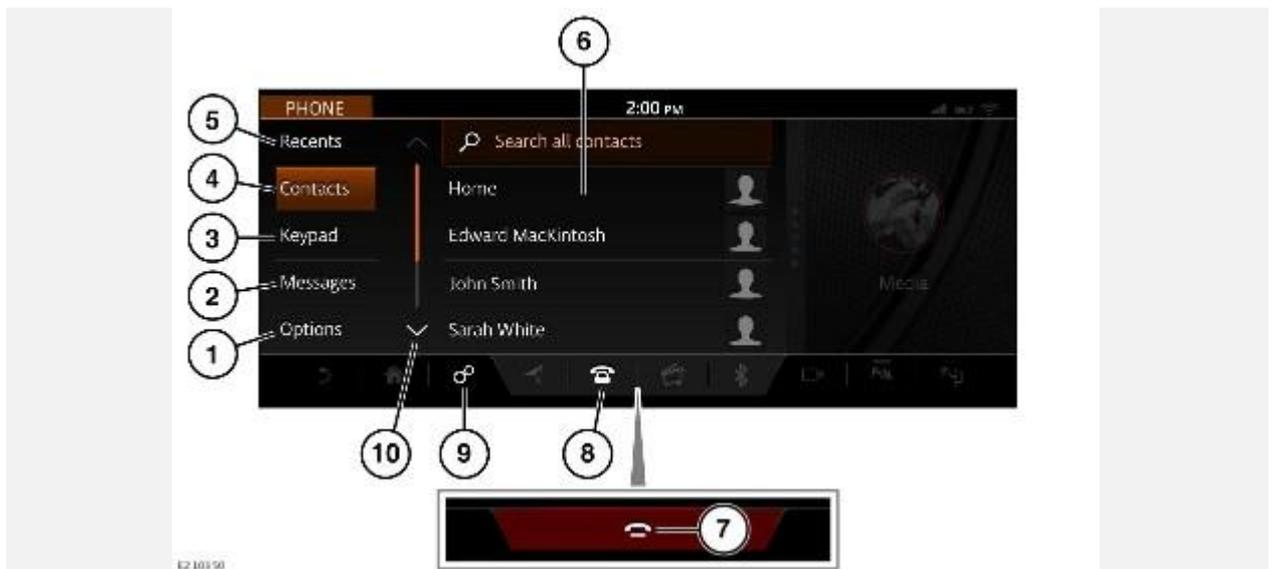 6
PHONE 2:00 PM
5
Recents Search all contacts
4
Contacts Home
3
Keypad Edward MacKintosh
2
Messages John Smith Media
1
Options Sarah White
10 9 8
7